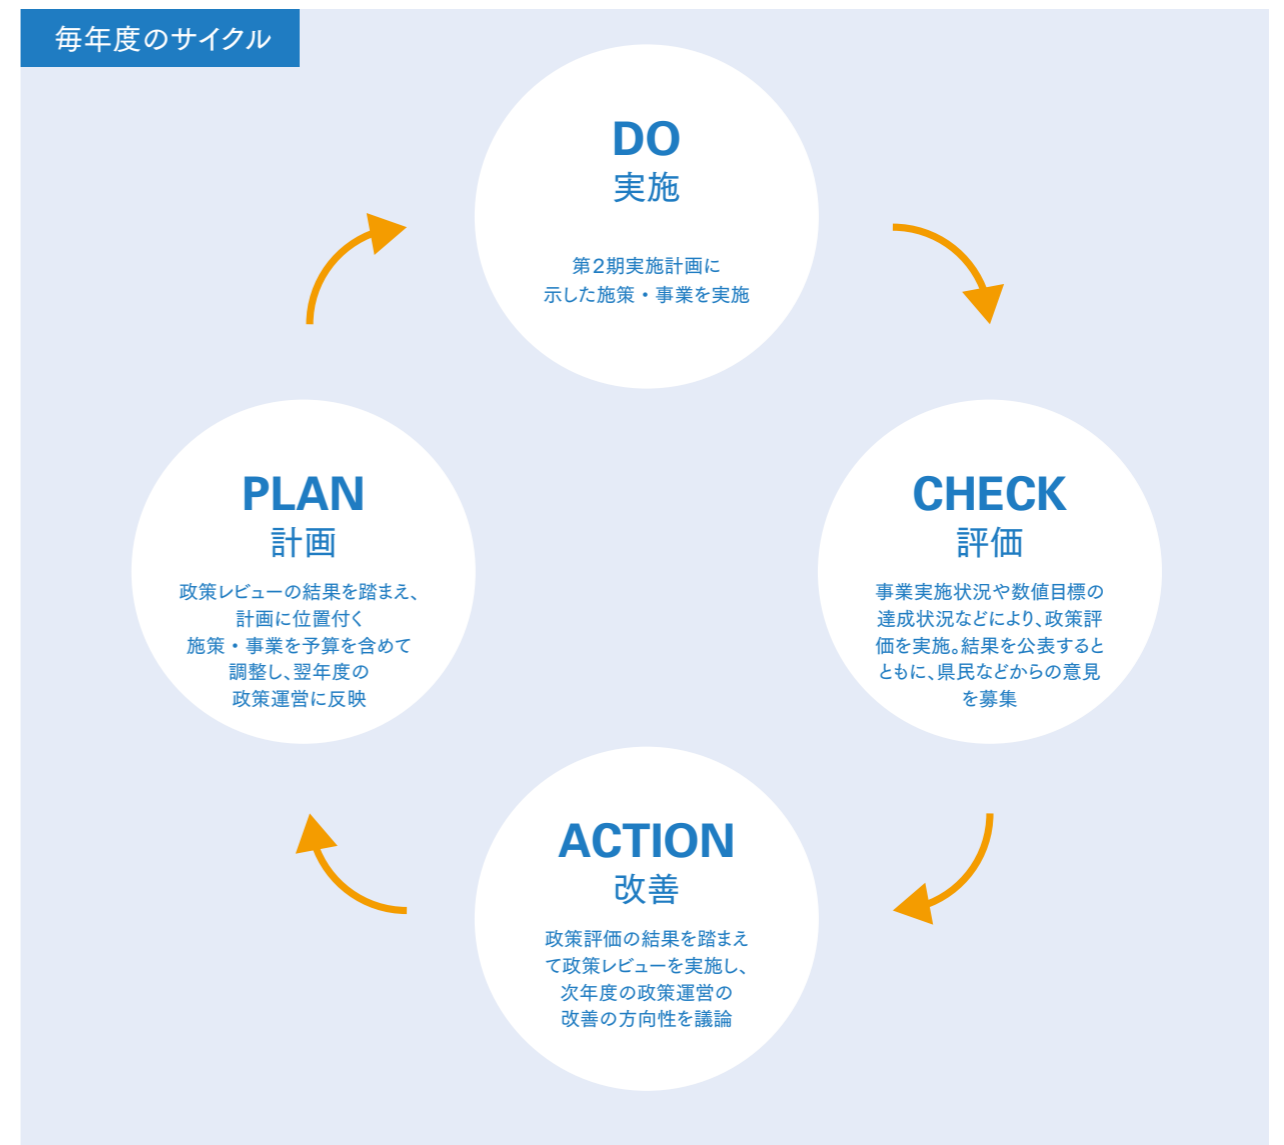 毎年度のサイクル
DO
実施
第2期実施計画に
示した施策・事業を実施
PLAN
計画
政策レビューの結果を踏まえ、
計画に位置付く
施策・事業を予算を含めて
調整し、翌年度の
政策運営に反映
CHECK
評価
事業実施状況や数値目標の
達成状況などにより、政策評
価を実施。結果を公表すると
ともに、県民などからの意見
を募集
ACTION
改善
政策評価の結果を踏まえ
て政策レビューを実施し、
次年度の政策運営の
改善の方向性を議論